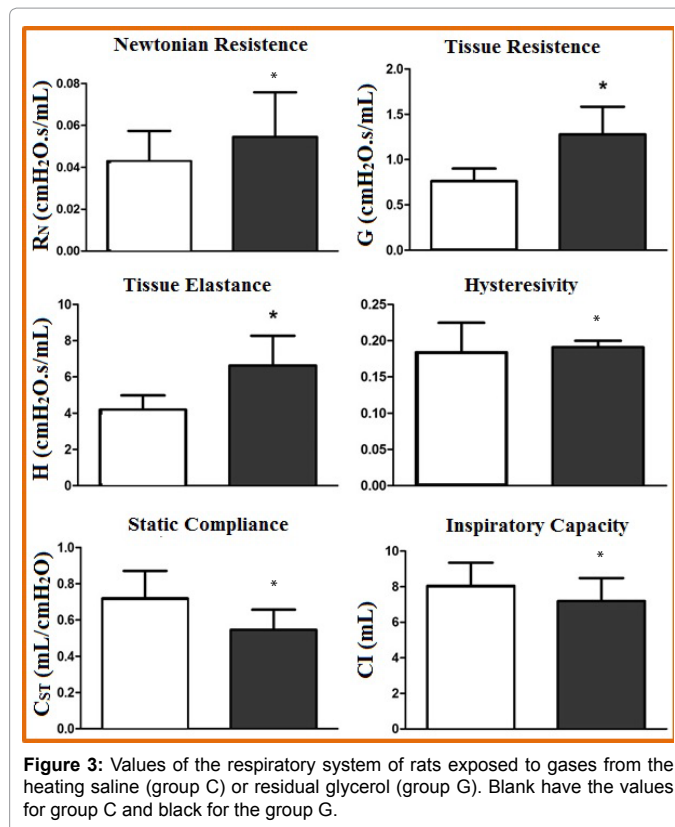 Newtonian Resistence
R_N (cmH₂O.s/mL)
0.08
0.06
0.04
0.02
0.00
*
Tissue Resistence
G (cmH₂O.s/mL)
2.0
1.5
1.0
0.5
0.0
*
Tissue Elastance
H (cmH₂O.s/mL)
10
8
6
4
2
0
*
Hysteresivity
0.25
0.20
0.15
0.10
0.05
0.00
*
Static Compliance
C_ST (mL/cmH₂O)
1.0
0.8
0.6
0.4
0.2
0.0
*
Inspiratory Capacity
CI (mL)
10
8
6
4
2
0
*
Figure 3: Values of the respiratory system of rats exposed to gases from the
heating saline (group C) or residual glycerol (group G). Blank have the values
for group C and black for the group G.